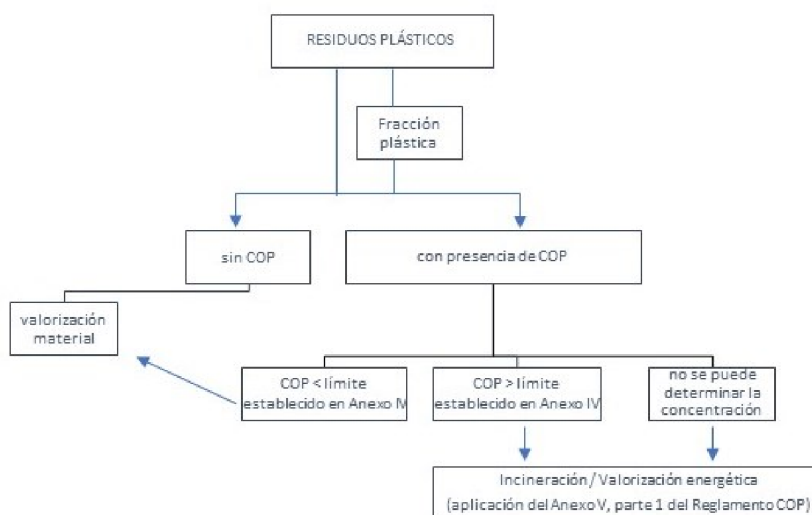 RESIDUOS PLÁSTICOS
Fracción
plástica
sin COP
con presencia de COP
valorización
material
COP < límite
establecido en Anexo IV
COP > límite
establecido en Anexo IV
no se puede
determinar la
concentración
Incineración / Valorización energética
(aplicación del Anexo V, parte 1 del Reglamento COP)